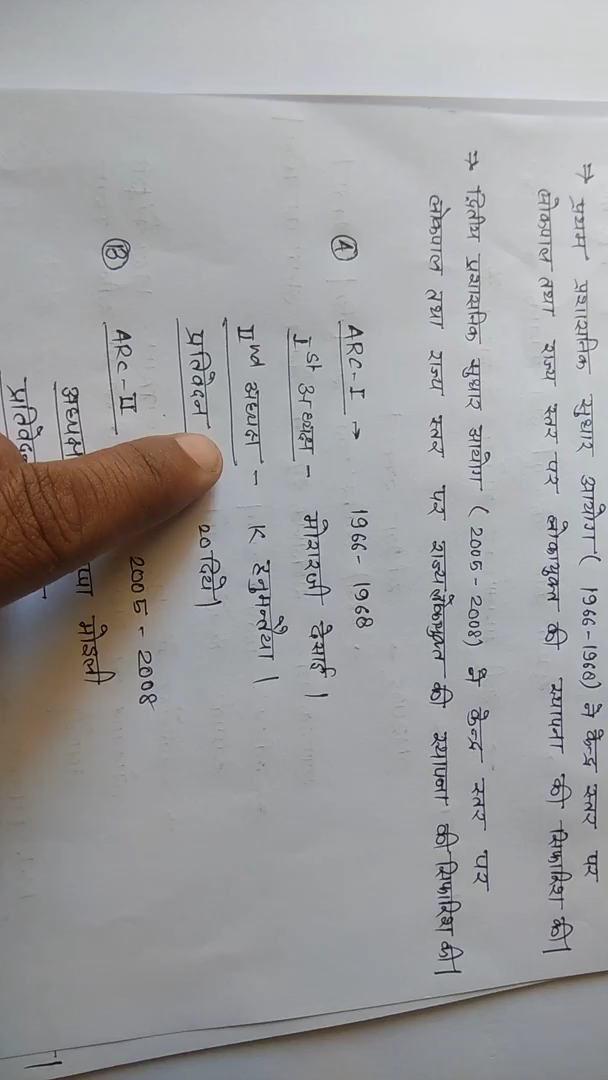 → प्रथम प्रशासनिक सुधार आयोग ( 1966-1968) ने केन्द्र स्तर पर
लोकपाल तथा राज्य स्तर पर लोकायुक्त की स्थापना की सिफारिश की।
→ द्वितीय प्रशासनिक सुधार आयोग ( 2005-2008) ने केन्द्र स्तर पर
लोकपाल तथा राज्य स्तर पर राज्य लोकायुक्त की स्थापना की सिफारिश की।
(A) ARC-I → 1966-1968
Ist अध्यक्ष - मोरारजी देसाई।
IInd अध्यक्ष - K हनुमन्तैया।
प्रतिवेदन 20 दिये।
(B) ARC-II 2005-2008
अध्यक्ष मोइली